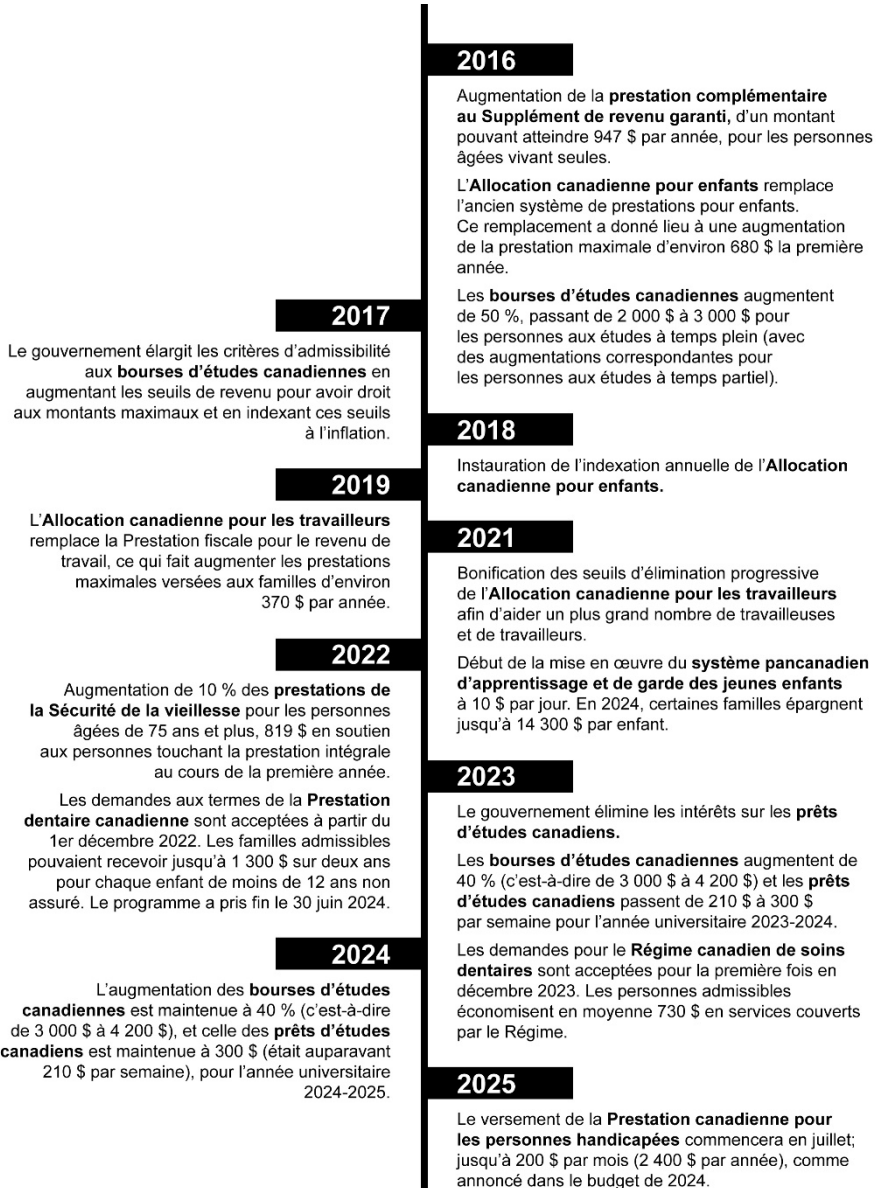 2016
Augmentation de la prestation complémentaire
au Supplément de revenu garanti, d'un montant
pouvant atteindre 947 $ par année, pour les personnes
âgées vivant seules.
L'Allocation canadienne pour enfants remplace
l'ancien système de prestations pour enfants.
Ce remplacement a donné lieu à une augmentation
de la prestation maximale d'environ 680 $ la première
année.
Les bourses d'études canadiennes augmentent
de 50 %, passant de 2 000 $ à 3 000 $ pour
les personnes aux études à temps plein (avec
des augmentations correspondantes pour
les personnes aux études à temps partiel).
2017
Le gouvernement élargit les critères d'admissibilité
aux bourses d'études canadiennes en
augmentant les seuils de revenu pour avoir droit
aux montants maximaux et en indexant ces seuils
à l'inflation.
2018
Instauration de l'indexation annuelle de l'Allocation
canadienne pour enfants.
2019
L'Allocation canadienne pour les travailleurs
remplace la Prestation fiscale pour le revenu de
travail, ce qui fait augmenter les prestations
maximales versées aux familles d'environ
370 $ par année.
2021
Bonification des seuils d'élimination progressive
de l'Allocation canadienne pour les travailleurs
afin d'aider un plus grand nombre de travailleuses
et de travailleurs.
Début de la mise en œuvre du système pancanadien
d'apprentissage et de garde des jeunes enfants
à 10 $ par jour. En 2024, certaines familles épargnent
jusqu'à 14 300 $ par enfant.
2022
Augmentation de 10 % des prestations de
la Sécurité de la vieillesse pour les personnes
âgées de 75 ans et plus, 819 $ en soutien
aux personnes touchant la prestation intégrale
au cours de la première année.
Les demandes aux termes de la Prestation
dentaire canadienne sont acceptées à partir du
1er décembre 2022. Les familles admissibles
pouvaient recevoir jusqu'à 1 300 $ sur deux ans
pour chaque enfant de moins de 12 ans non
assuré. Le programme a pris fin le 30 juin 2024.
2023
Le gouvernement élimine les intérêts sur les prêts
d'études canadiens.
Les bourses d'études canadiennes augmentent de
40 % (c'est-à-dire de 3 000 $ à 4 200 $) et les prêts
d'études canadiens passent de 210 $ à 300 $
par semaine pour l'année universitaire 2023-2024.
Les demandes pour le Régime canadien de soins
dentaires sont acceptées pour la première fois en
décembre 2023. Les personnes admissibles
économisent en moyenne 730 $ en services couverts
par le Régime.
2024
L'augmentation des bourses d'études
canadiennes est maintenue à 40 % (c'est-à-dire
de 3 000 $ à 4 200 $), et celle des prêts d'études
canadiens est maintenue à 300 $ (était auparavant
210 $ par semaine), pour l'année universitaire
2024-2025.
2025
Le versement de la Prestation canadienne pour
les personnes handicapées commencera en juillet;
jusqu'à 200 $ par mois (2 400 $ par année), comme
annoncé dans le budget de 2024.